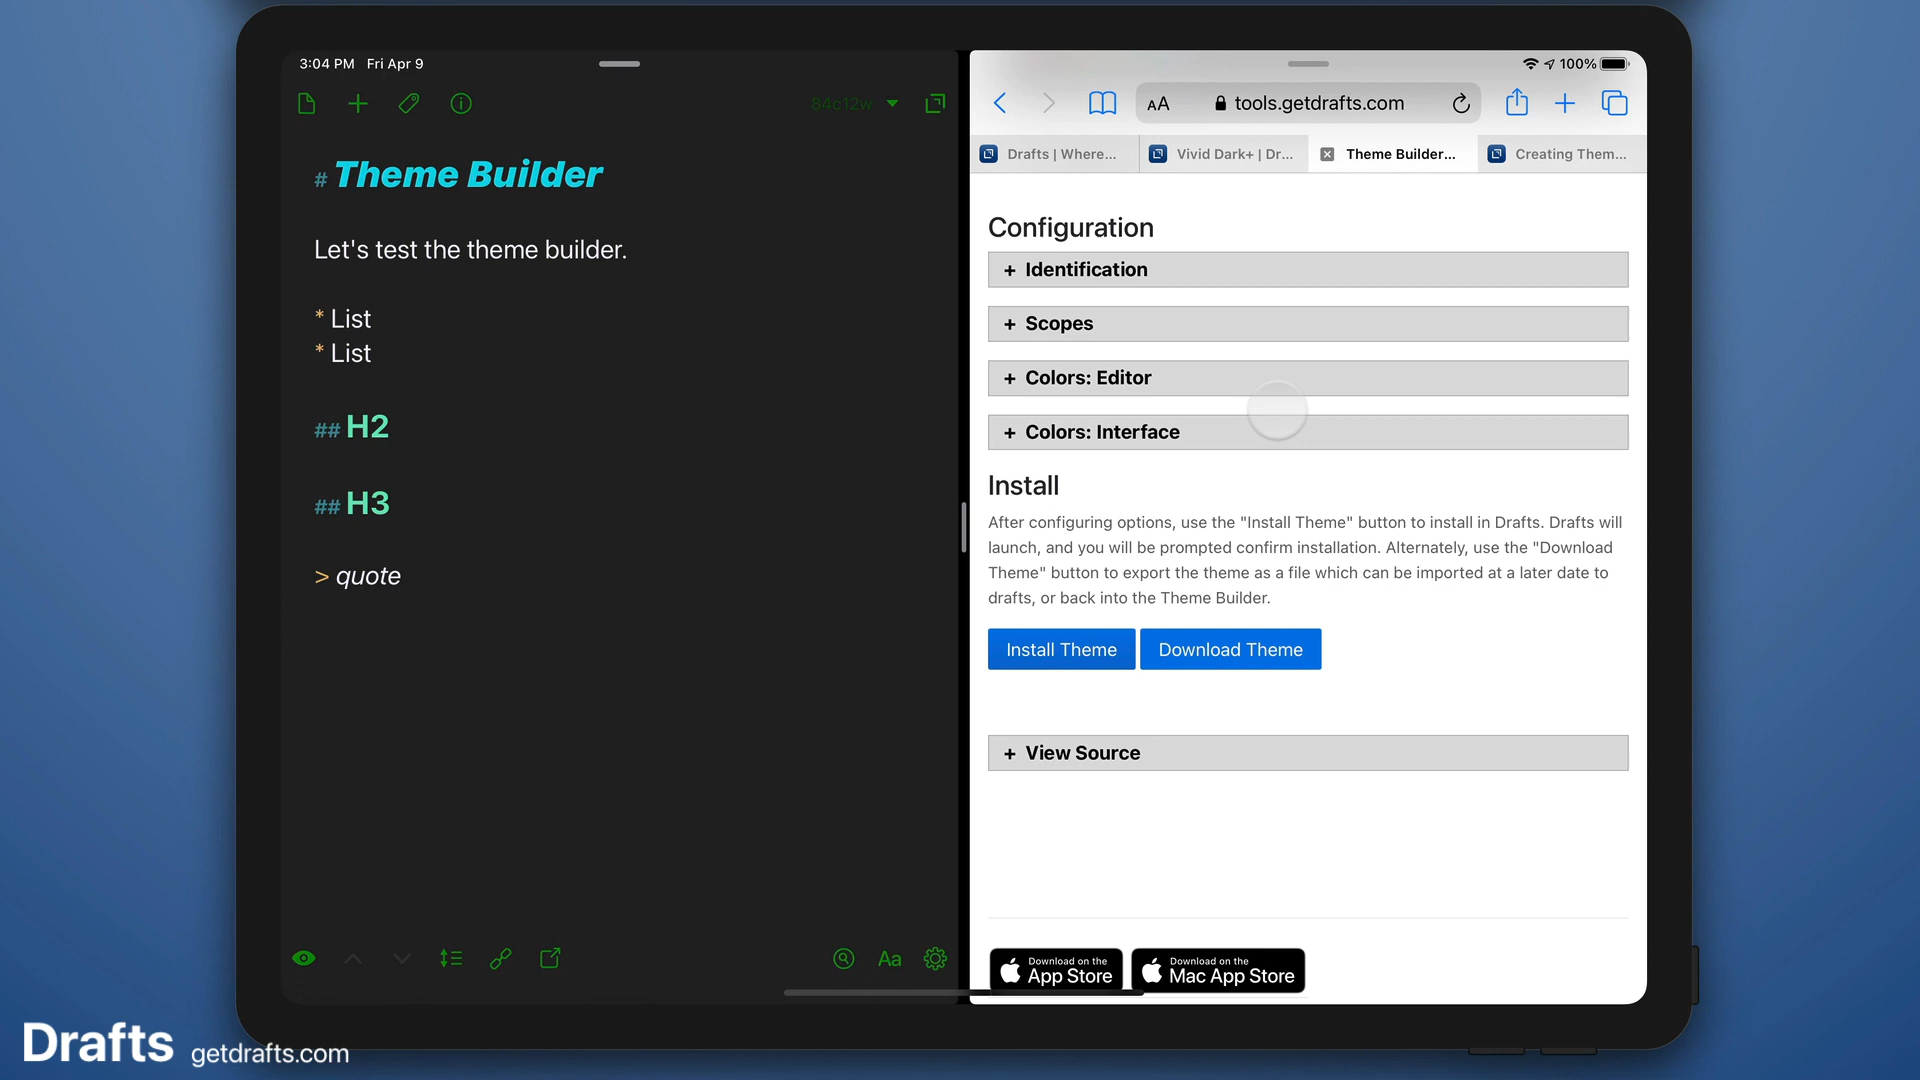 3:04 PM Fri Apr 9
84c12w
# Theme Builder
Let's test the theme builder.
* List
* List
## H2
## H3
> quote
Aa
100%
AA tools.getdrafts.com
Drafts | Where...
Vivid Dark+ | Dr...
Theme Builder...
Creating Them...
Configuration
+ Identification
+ Scopes
+ Colors: Editor
+ Colors: Interface
Install
After configuring options, use the "Install Theme" button to install in Drafts. Drafts will
launch, and you will be prompted confirm installation. Alternately, use the "Download
Theme" button to export the theme as a file which can be imported at a later date to
drafts, or back into the Theme Builder.
Install Theme
Download Theme
+ View Source
Download on the
App Store
Download on the
Mac App Store
Drafts getdrafts.com